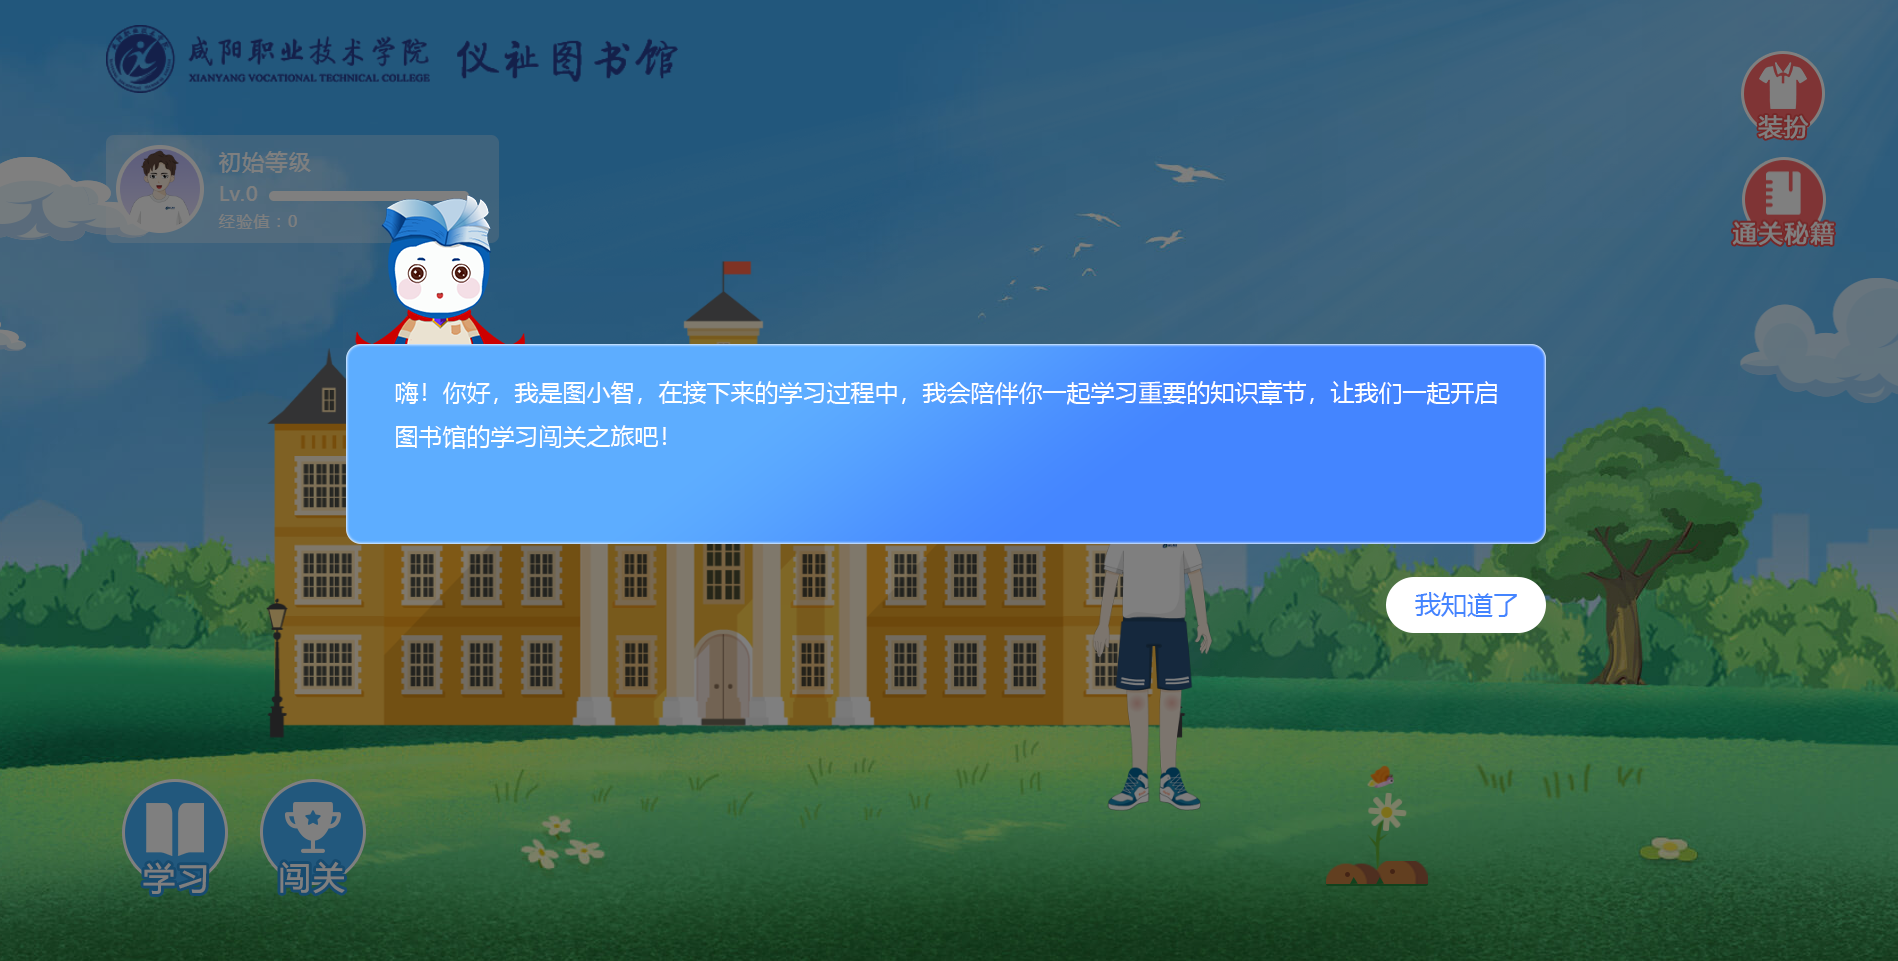 咸阳职业技术学院 仪祉图书馆
XIANYANG VOCATIONAL TECHNICAL COLLEGE
装扮
初始等级
Lv.0
经验值：0
通关秘籍
嗨！你好，我是图小智，在接下来的学习过程中，我会陪伴你一起学习重要的知识章节，让我们一起开启
图书馆的学习闯关之旅吧！
我知道了
学习
闯关